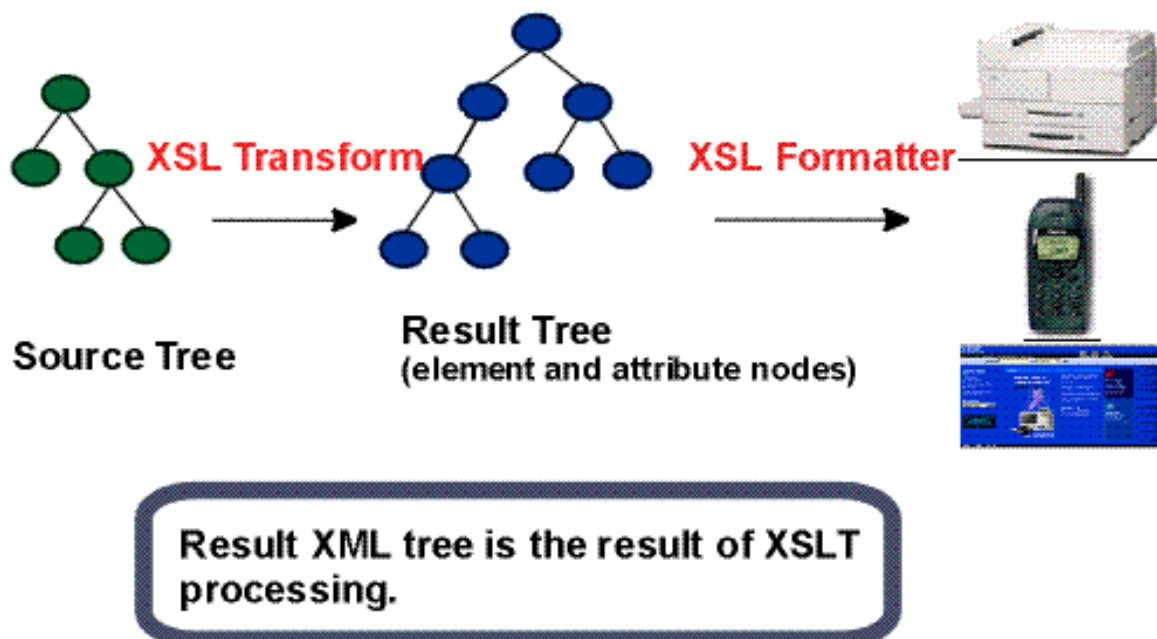 XSL Transform
XSL Formatter
Source Tree
Result Tree
(element and attribute nodes)
Result XML tree is the result of XSLT
processing.